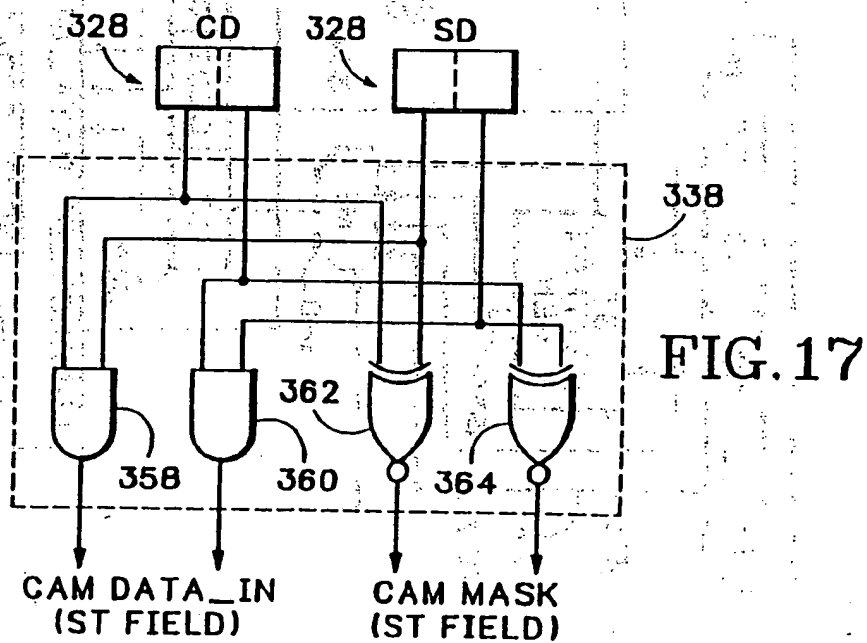 328 CD 328 SD
338
FIG.17
362
358 360 364
CAM DATA_IN CAM MASK
(ST FIELD) (ST FIELD)